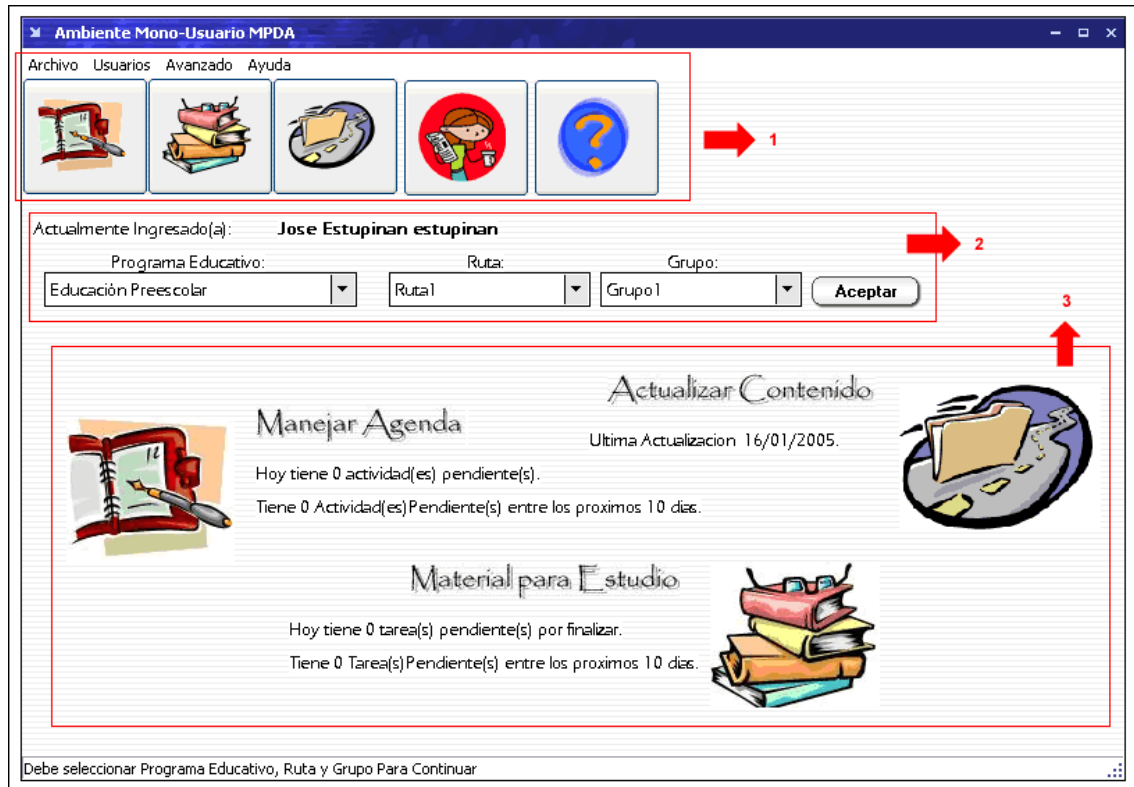 Ambiente Mono-Usuario MPDA
Archivo Usuarios Avanzado Ayuda
1
Actualmente Ingresado(a): Jose Estupinan estupinan
2
Programa Educativo: Ruta: Grupo:
Educación Preescolar Ruta1 Grupo1 Aceptar
3
Actualizar Contenido
Manejar Agenda
Ultima Actualizacion 16/01/2005.
12
Hoy tiene 0 actividad(es) pendiente(s).
Tiene 0 Actividad(es)Pendiente(s) entre los proximos 10 dias.
Material para Estudio
Hoy tiene 0 tarea(s) pendiente(s) por finalizar.
Tiene 0 Tarea(s)Pendiente(s) entre los proximos 10 dias.
Debe seleccionar Programa Educativo, Ruta y Grupo Para Continuar